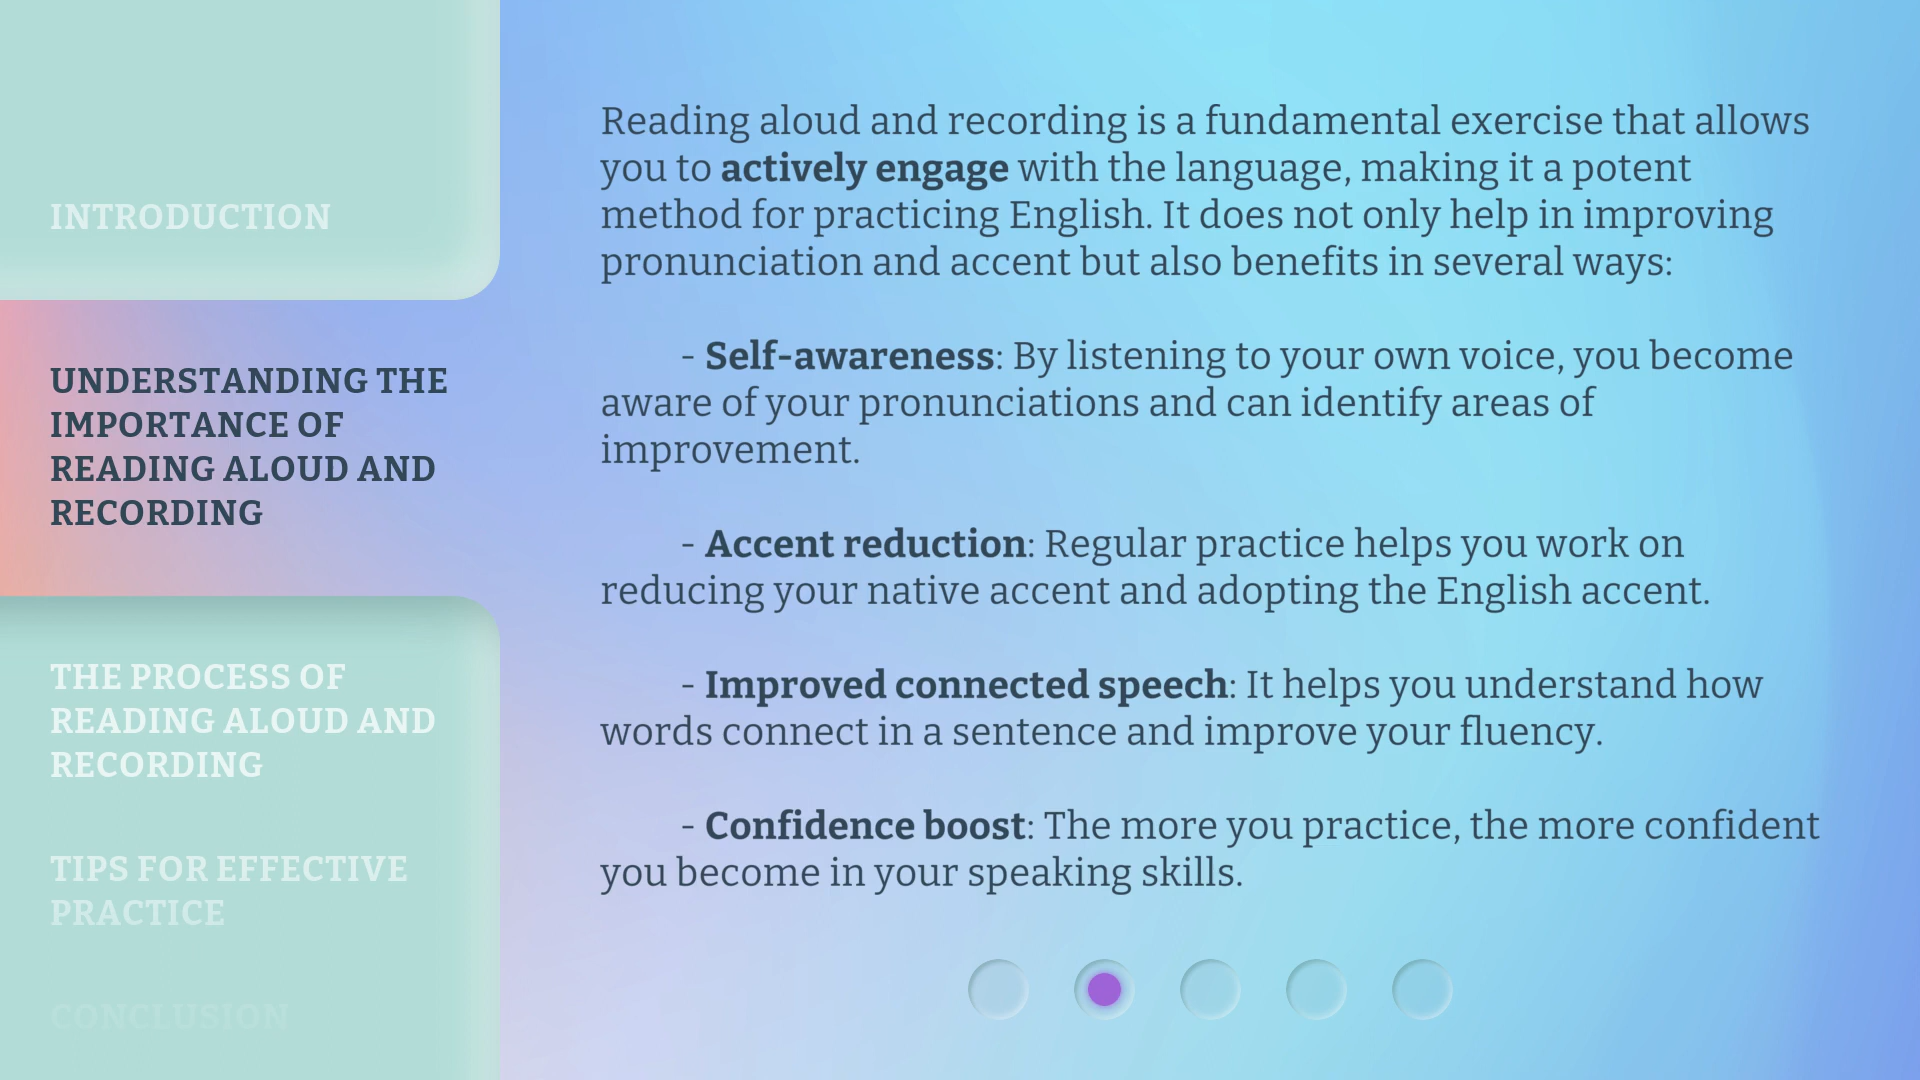 INTRODUCTION
UNDERSTANDING THE
IMPORTANCE OF
READING ALOUD AND
RECORDING
THE PROCESS OF
READING ALOUD AND
RECORDING
TIPS FOR EFFECTIVE
PRACTICE
CONCLUSION
Reading aloud and recording is a fundamental exercise that allows
you to actively engage with the language, making it a potent
method for practicing English. It does not only help in improving
pronunciation and accent but also benefits in several ways:
- Self-awareness: By listening to your own voice, you become
aware of your pronunciations and can identify areas of
improvement.
- Accent reduction: Regular practice helps you work on
reducing your native accent and adopting the English accent.
- Improved connected speech: It helps you understand how
words connect in a sentence and improve your fluency.
- Confidence boost: The more you practice, the more confident
you become in your speaking skills.